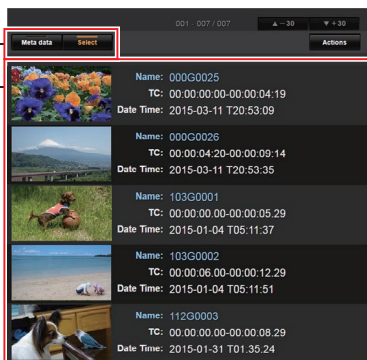 001 - 007 / 007 ▲ -30 ▼ +30
Meta data Select Actions
Name: 000G0025
TC: 00:00:00:00-00:00:04:19
Date Time: 2015-03-11 T20:53:09
Name: 000G0026
TC: 00:00:04:20-00:00:09:14
Date Time: 2015-03-11 T20:53:35
Name: 103G0001
TC: 00:00:00.00-00:00:05.29
Date Time: 2015-01-04 T05:11:37
Name: 103G0002
TC: 00:00:06.00-00:00:12.29
Date Time: 2015-01-04 T05:11:51
Name: 112G0003
TC: 00:00:00.00-00:00:08.29
Date Time: 2015-01-31 T01.35.24